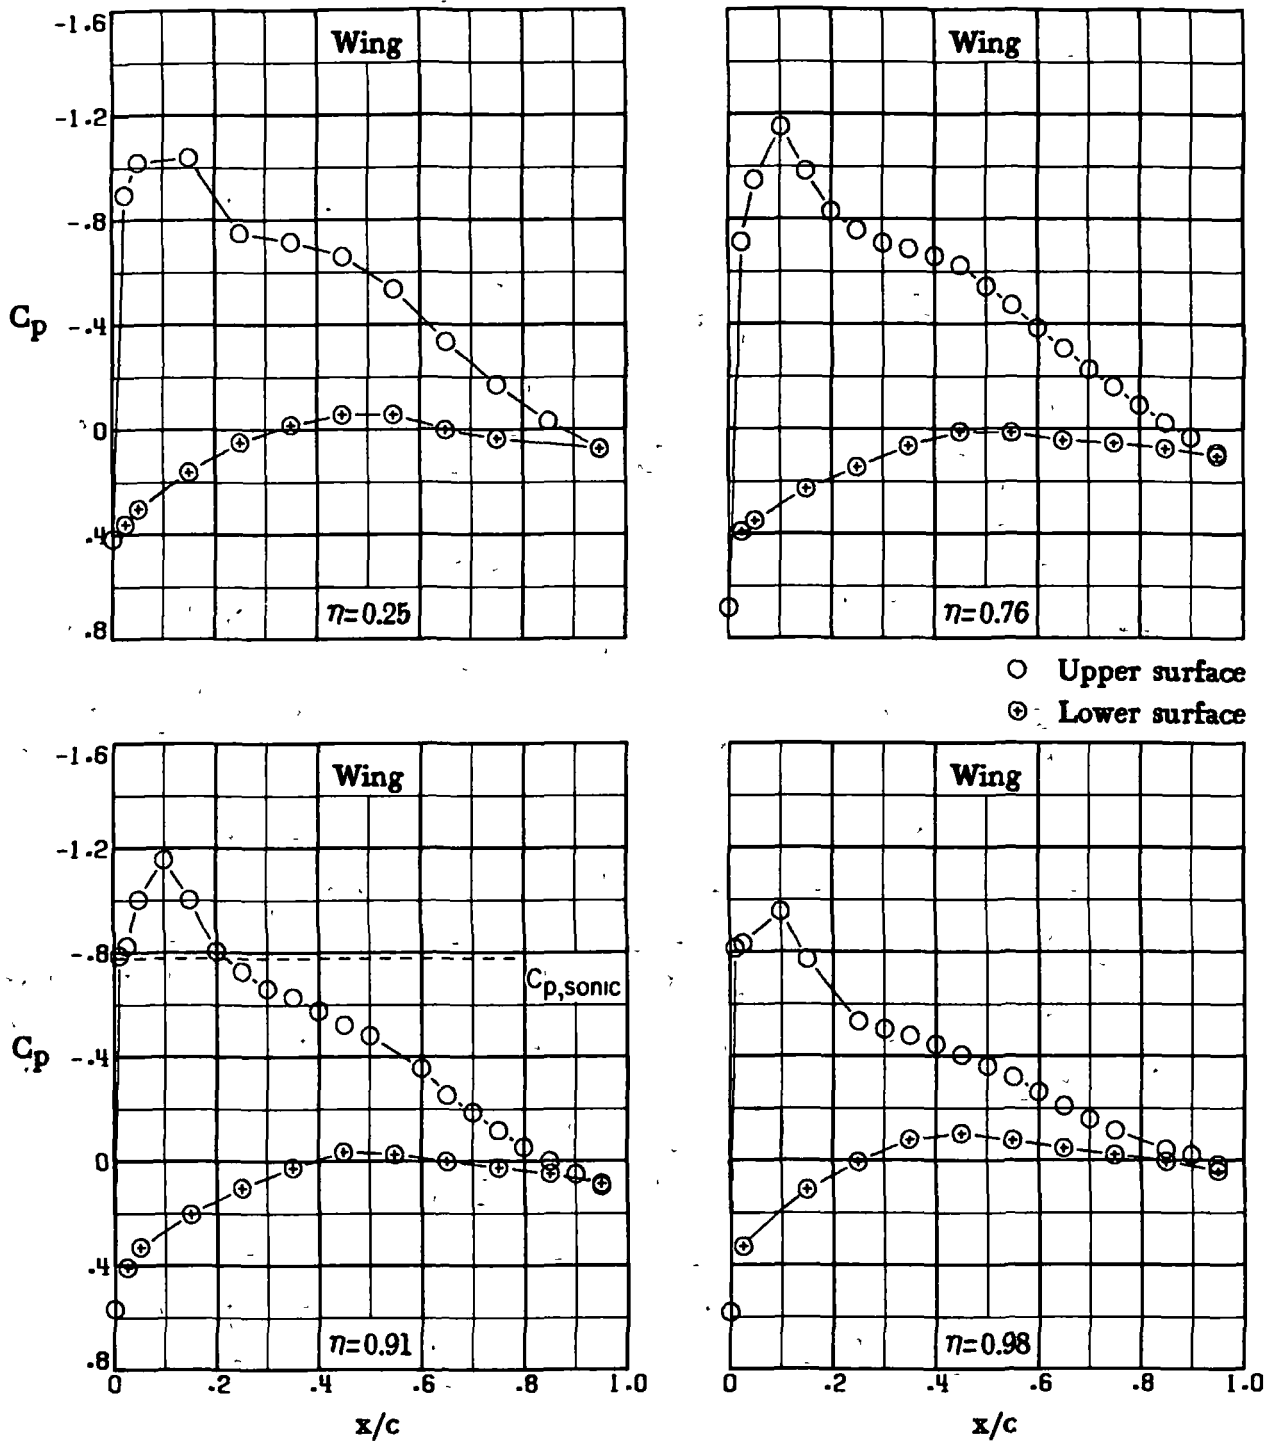 -1.6
Wing
Wing
-1.2
-.8
Cp
-.4
0
.4
.8
η=0.25
η=0.76
Upper surface
Lower surface
-1.6
Wing
Wing
-1.2
-.8
Cp,sonic
Cp
-.4
0
.4
.8
η=0.91
η=0.98
0 .2 .4 .6 .8 1.0
0 .2 .4 .6 .8 1.0
x/c
x/c